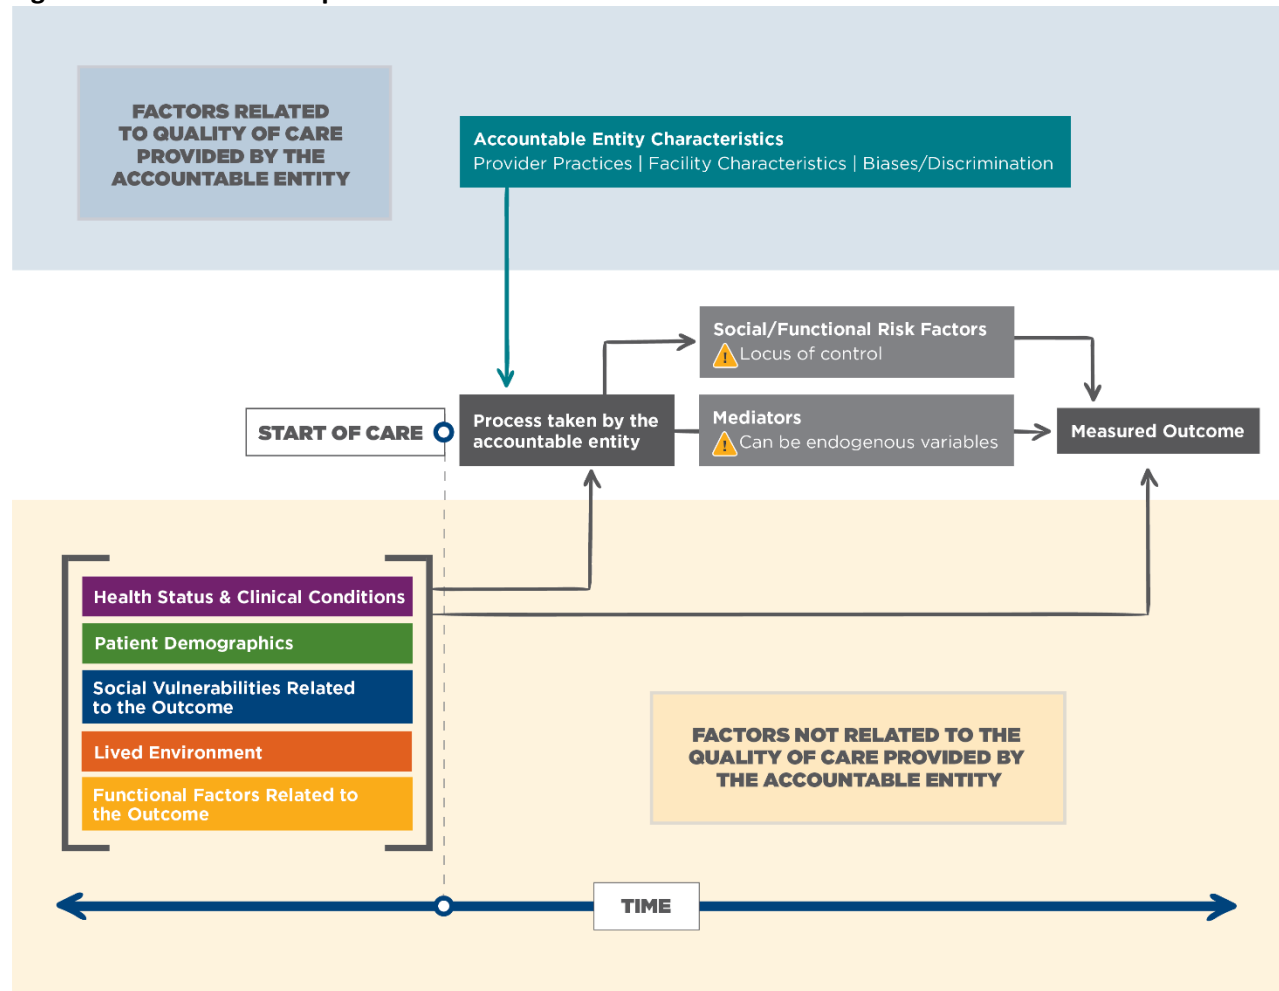 FACTORS RELATED
TO QUALITY OF CARE
PROVIDED BY THE
ACCOUNTABLE ENTITY
Accountable Entity Characteristics
Provider Practices | Facility Characteristics | Biases/Discrimination
Social/Functional Risk Factors
! Locus of control
START OF CARE
Process taken by the
accountable entity
Mediators
! Can be endogenous variables
Measured Outcome
Health Status & Clinical Conditions
Patient Demographics
Social Vulnerabilities Related
to the Outcome
Lived Environment
Functional Factors Related to
the Outcome
FACTORS NOT RELATED TO THE
QUALITY OF CARE PROVIDED BY
THE ACCOUNTABLE ENTITY
TIME